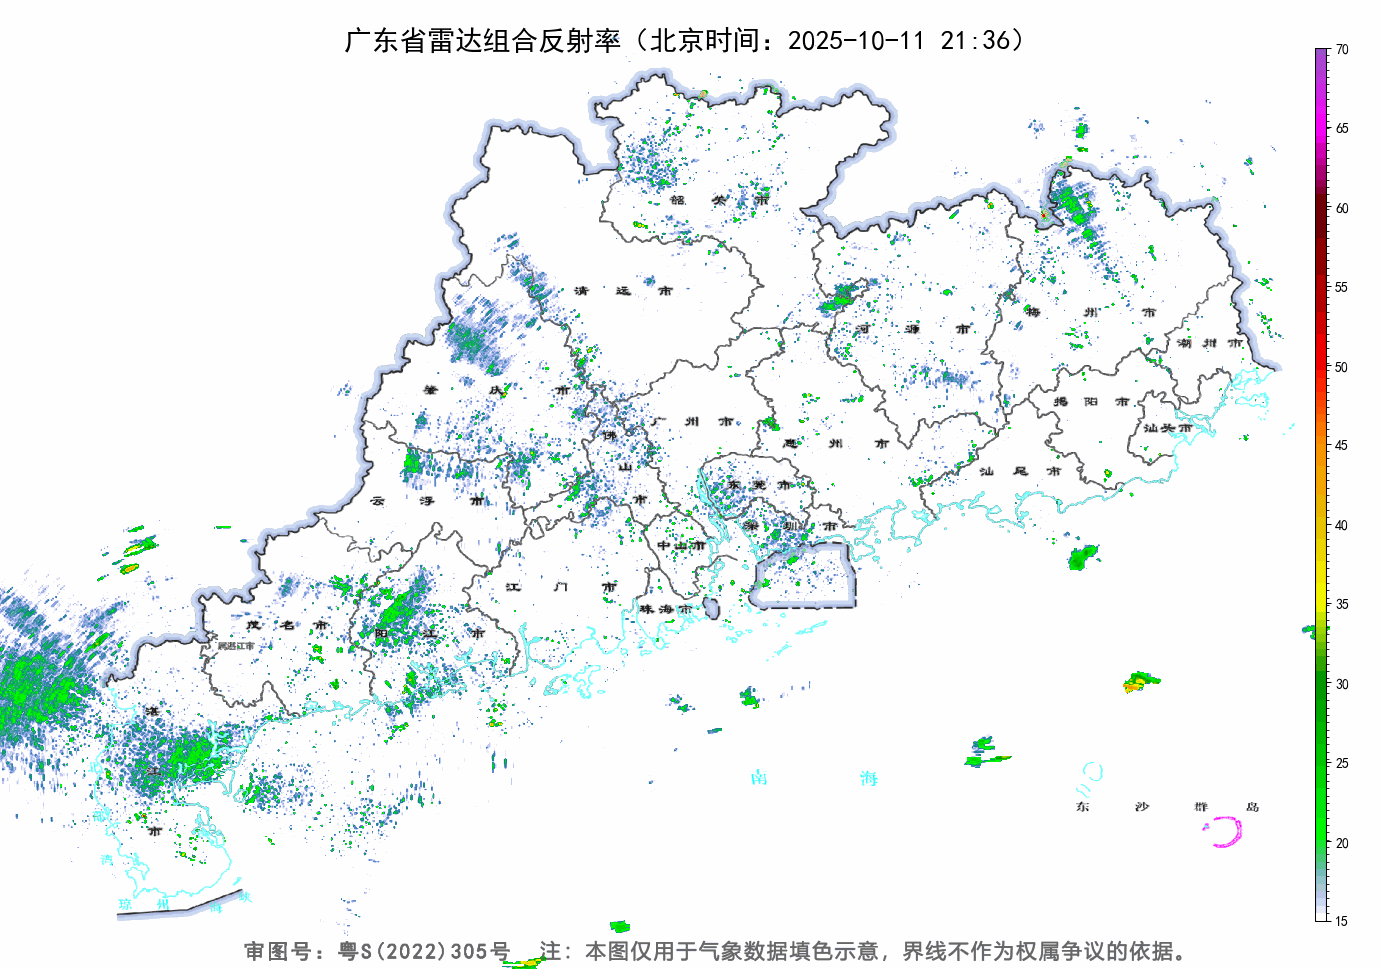 广东省雷达组合反射率（北京时间：2025-10-11 21:36）
70
65
60
55
50
45
40
35
30
25
20
15
韶 关 市
清 远 市
河 源 市
梅 州 市
潮 州 市
肇 庆 市
广 州 市
惠 州 市
揭 阳 市
汕头市
佛 山 市
东 莞 市
汕 尾 市
云 浮 市
深 圳 市
中山市
江 门 市
珠海市
茂 名 市
属湛江市
阳 江 市
湛 江 市
南 海
东 沙 群 岛
湾
琼 州 海 峡
审图号：粤S(2022)305号 注：本图仅用于气象数据填色示意，界线不作为权属争议的依据。